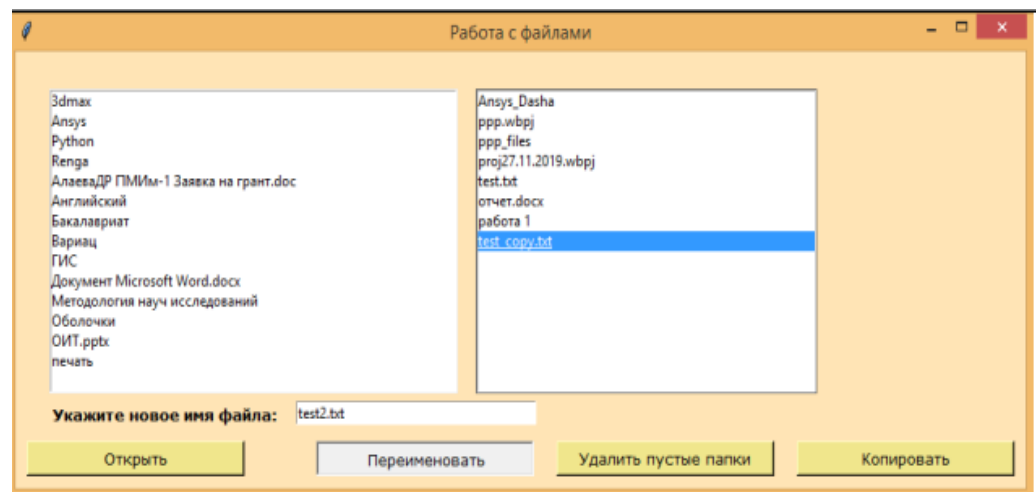 Работа с файлами
3dmax
Ansys
Python
Renga
АлаеваДР ПМИм-1 Заявка на грант.doc
Английский
Бакалавриат
Вариац
ГИС
Документ Microsoft Word.docx
Методология науч исследований
Оболочки
ОИТ.pptx
печать
Ansys_Dasha
ppp.wbpj
ppp_files
proj27.11.2019.wbpj
test.txt
отчет.docx
работа 1
test_copy.txt
Укажите новое имя файла: test2.txt
Открыть Переименовать Удалить пустые папки Копировать